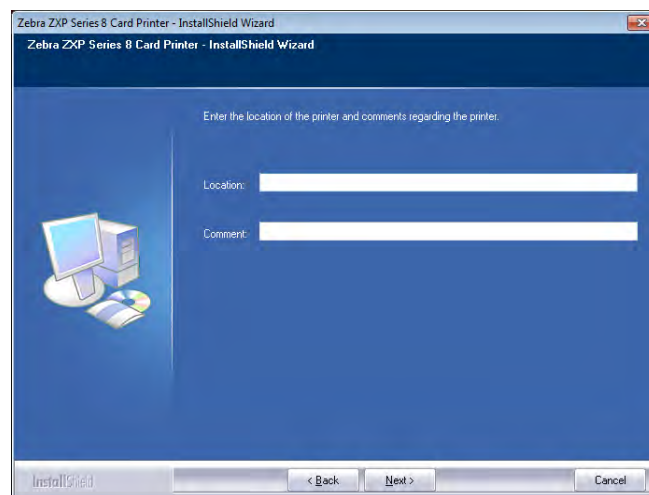 Zebra ZXP Series 8 Card Printer - InstallShield Wizard
Zebra ZXP Series 8 Card Printer - InstallShield Wizard
Enter the location of the printer and comments regarding the printer.
Location:
Comment:
InstallShield
< Back Next > Cancel